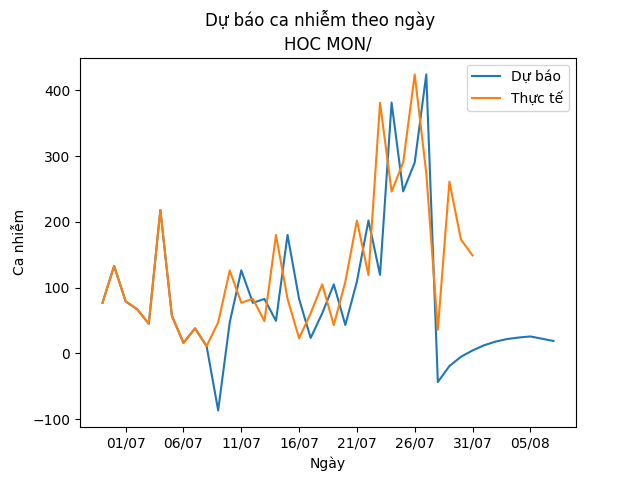 Dự báo ca nhiễm theo ngày
HOC MON/
Dự báo
Thực tế
Ca nhiễm
400
300
200
100
0
−100
01/07 06/07 11/07 16/07 21/07 26/07 31/07 05/08
Ngày